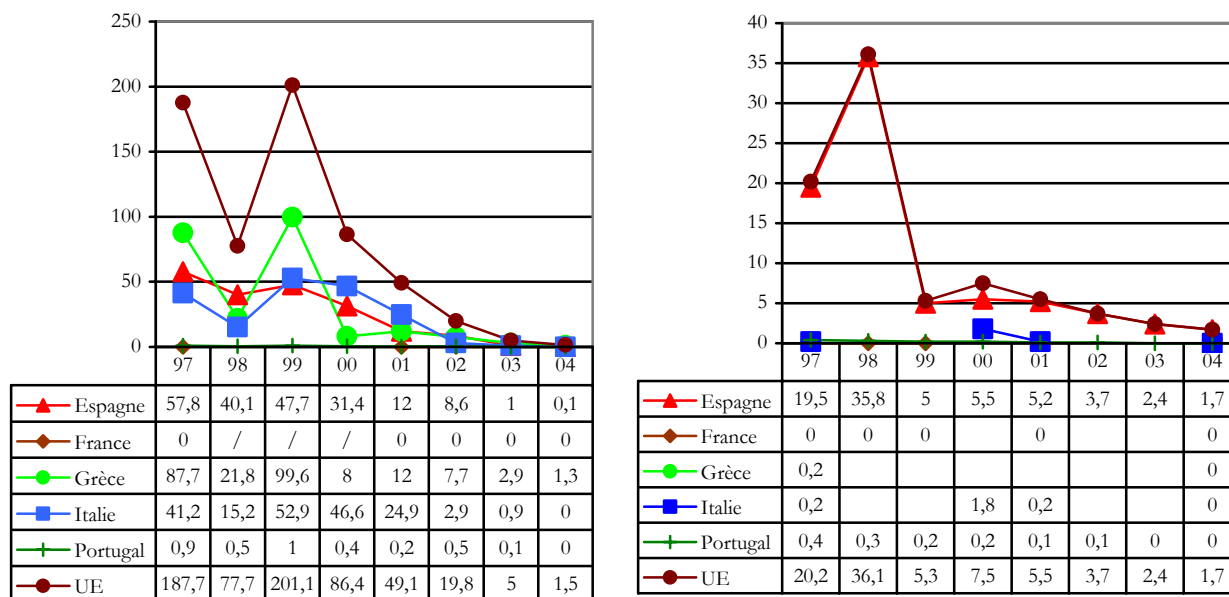 250
200
150
100
50
0
97 98 99 00 01 02 03 04
Espagne 57,8 40,1 47,7 31,4 12 8,6 1 0,1
France 0 / / / 0 0 0 0
Grèce 87,7 21,8 99,6 8 12 7,7 2,9 1,3
Italie 41,2 15,2 52,9 46,6 24,9 2,9 0,9 0
Portugal 0,9 0,5 1 0,4 0,2 0,5 0,1 0
UE 187,7 77,7 201,1 86,4 49,1 19,8 5 1,5
40
35
30
25
20
15
10
5
0
97 98 99 00 01 02 03 04
Espagne 19,5 35,8 5 5,5 5,2 3,7 2,4 1,7
France 0 0 0 0 0
Grèce 0,2 0
Italie 0,2 1,8 0,2 0
Portugal 0,4 0,3 0,2 0,2 0,1 0,1 0 0
UE 20,2 36,1 5,3 7,5 5,5 3,7 2,4 1,7